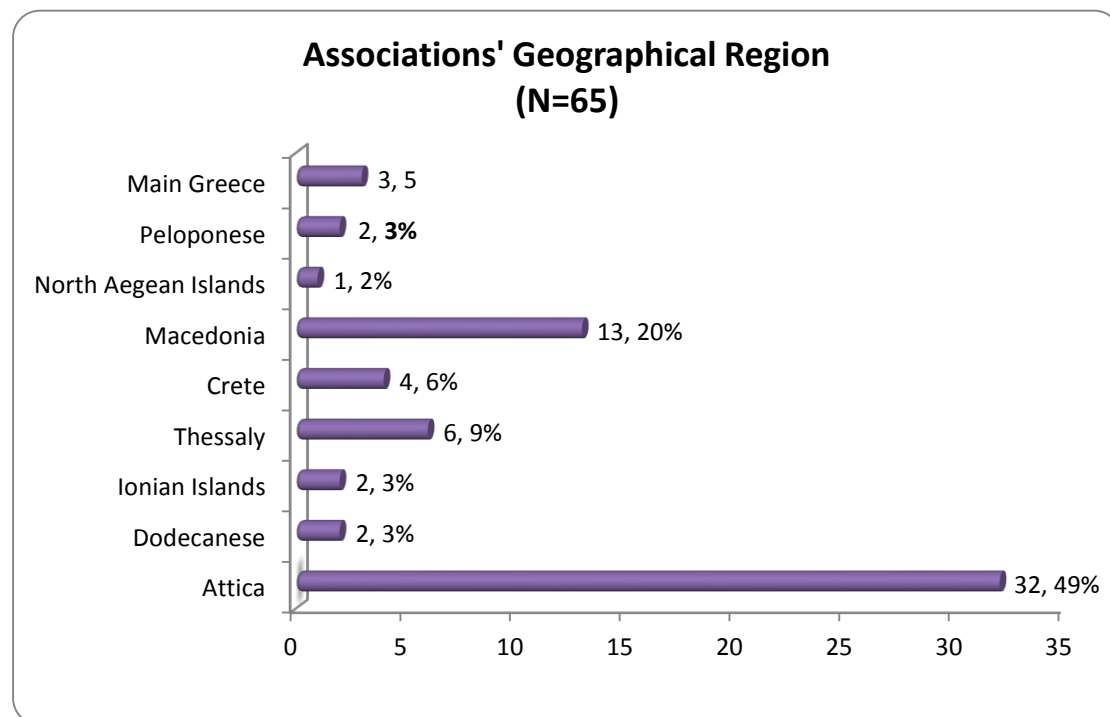 Associations' Geographical Region
(N=65)
Main Greece 3, 5
Peloponese 2, 3%
North Aegean Islands 1, 2%
Macedonia 13, 20%
Crete 4, 6%
Thessaly 6, 9%
Ionian Islands 2, 3%
Dodecanese 2, 3%
Attica 32, 49%
0 5 10 15 20 25 30 35